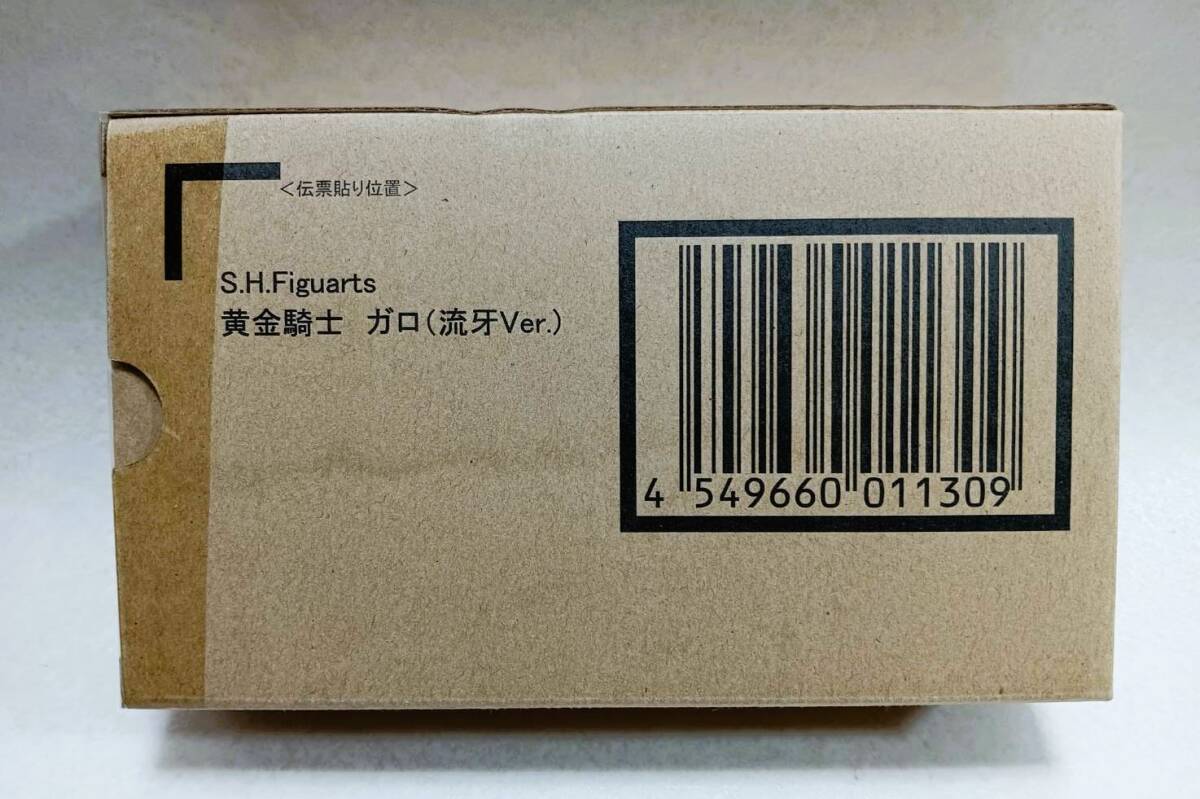 <伝票貼り位置>
S.H.Figuarts
黄金騎士　ガロ(流牙Ver.)
4 549660 011309